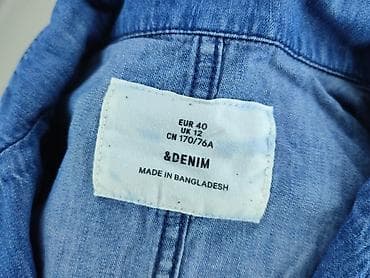 EUR 40
UK 12
CN 170/76A
&DENIM
MADE IN BANGLADESH